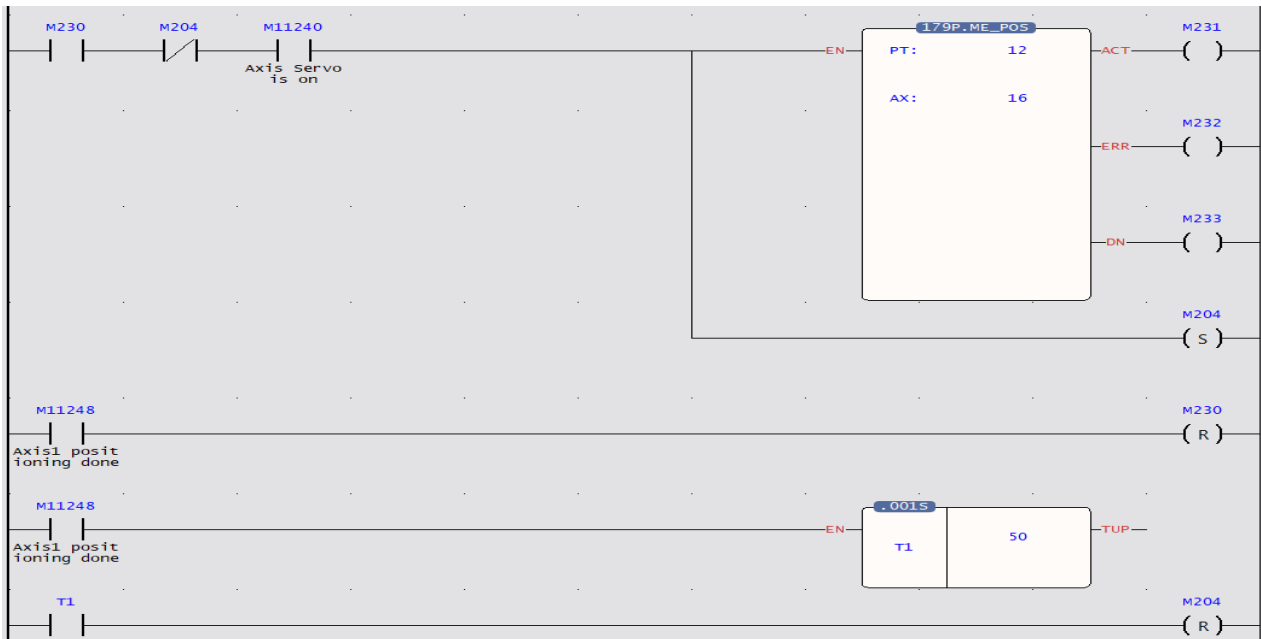 M230 M204 M11240 179P.ME_POS M231
EN PT: 12 ACT
Axis Servo
is on
AX: 16
M232
ERR
M233
DN
M204
S
M11248 M230
R
Axis1 posit
ioning done
M11248 .001S
EN T1 50 TUP
Axis1 posit
ioning done
T1 M204
R